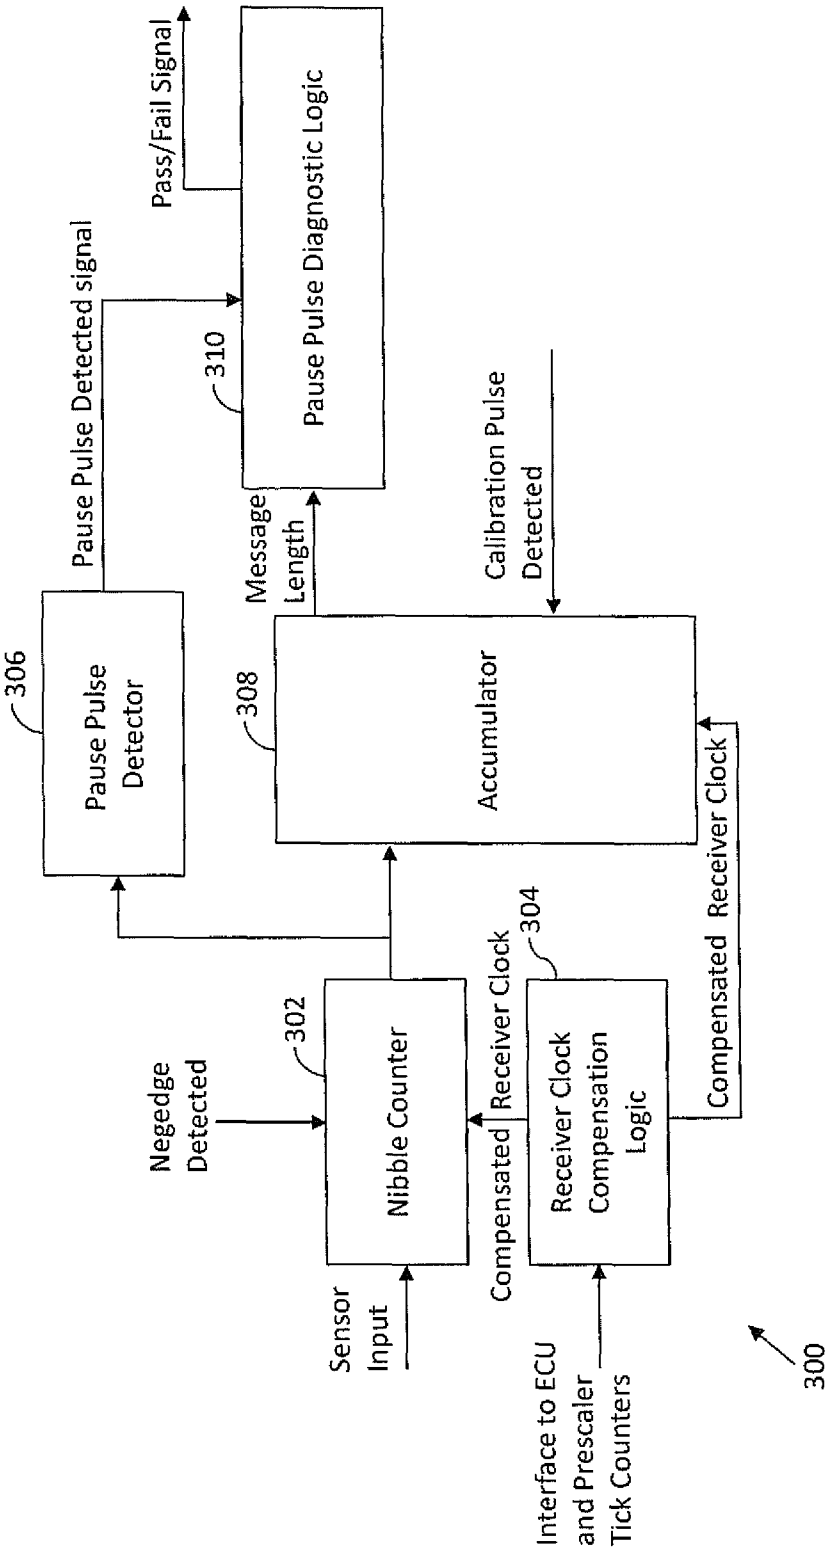 Pass/Fail Signal
Pause Pulse Detected signal
310
Pause Pulse Diagnostic Logic
306
Pause Pulse
Detector
Message
Length
308
Accumulator
Calibration Pulse
Detected
Negedge
Detected
302
Nibble Counter
Sensor
Input
Compensated Receiver Clock
304
Receiver Clock
Compensation
Logic
Compensated Receiver Clock
Interface to ECU
and Prescaler
Tick Counters
300